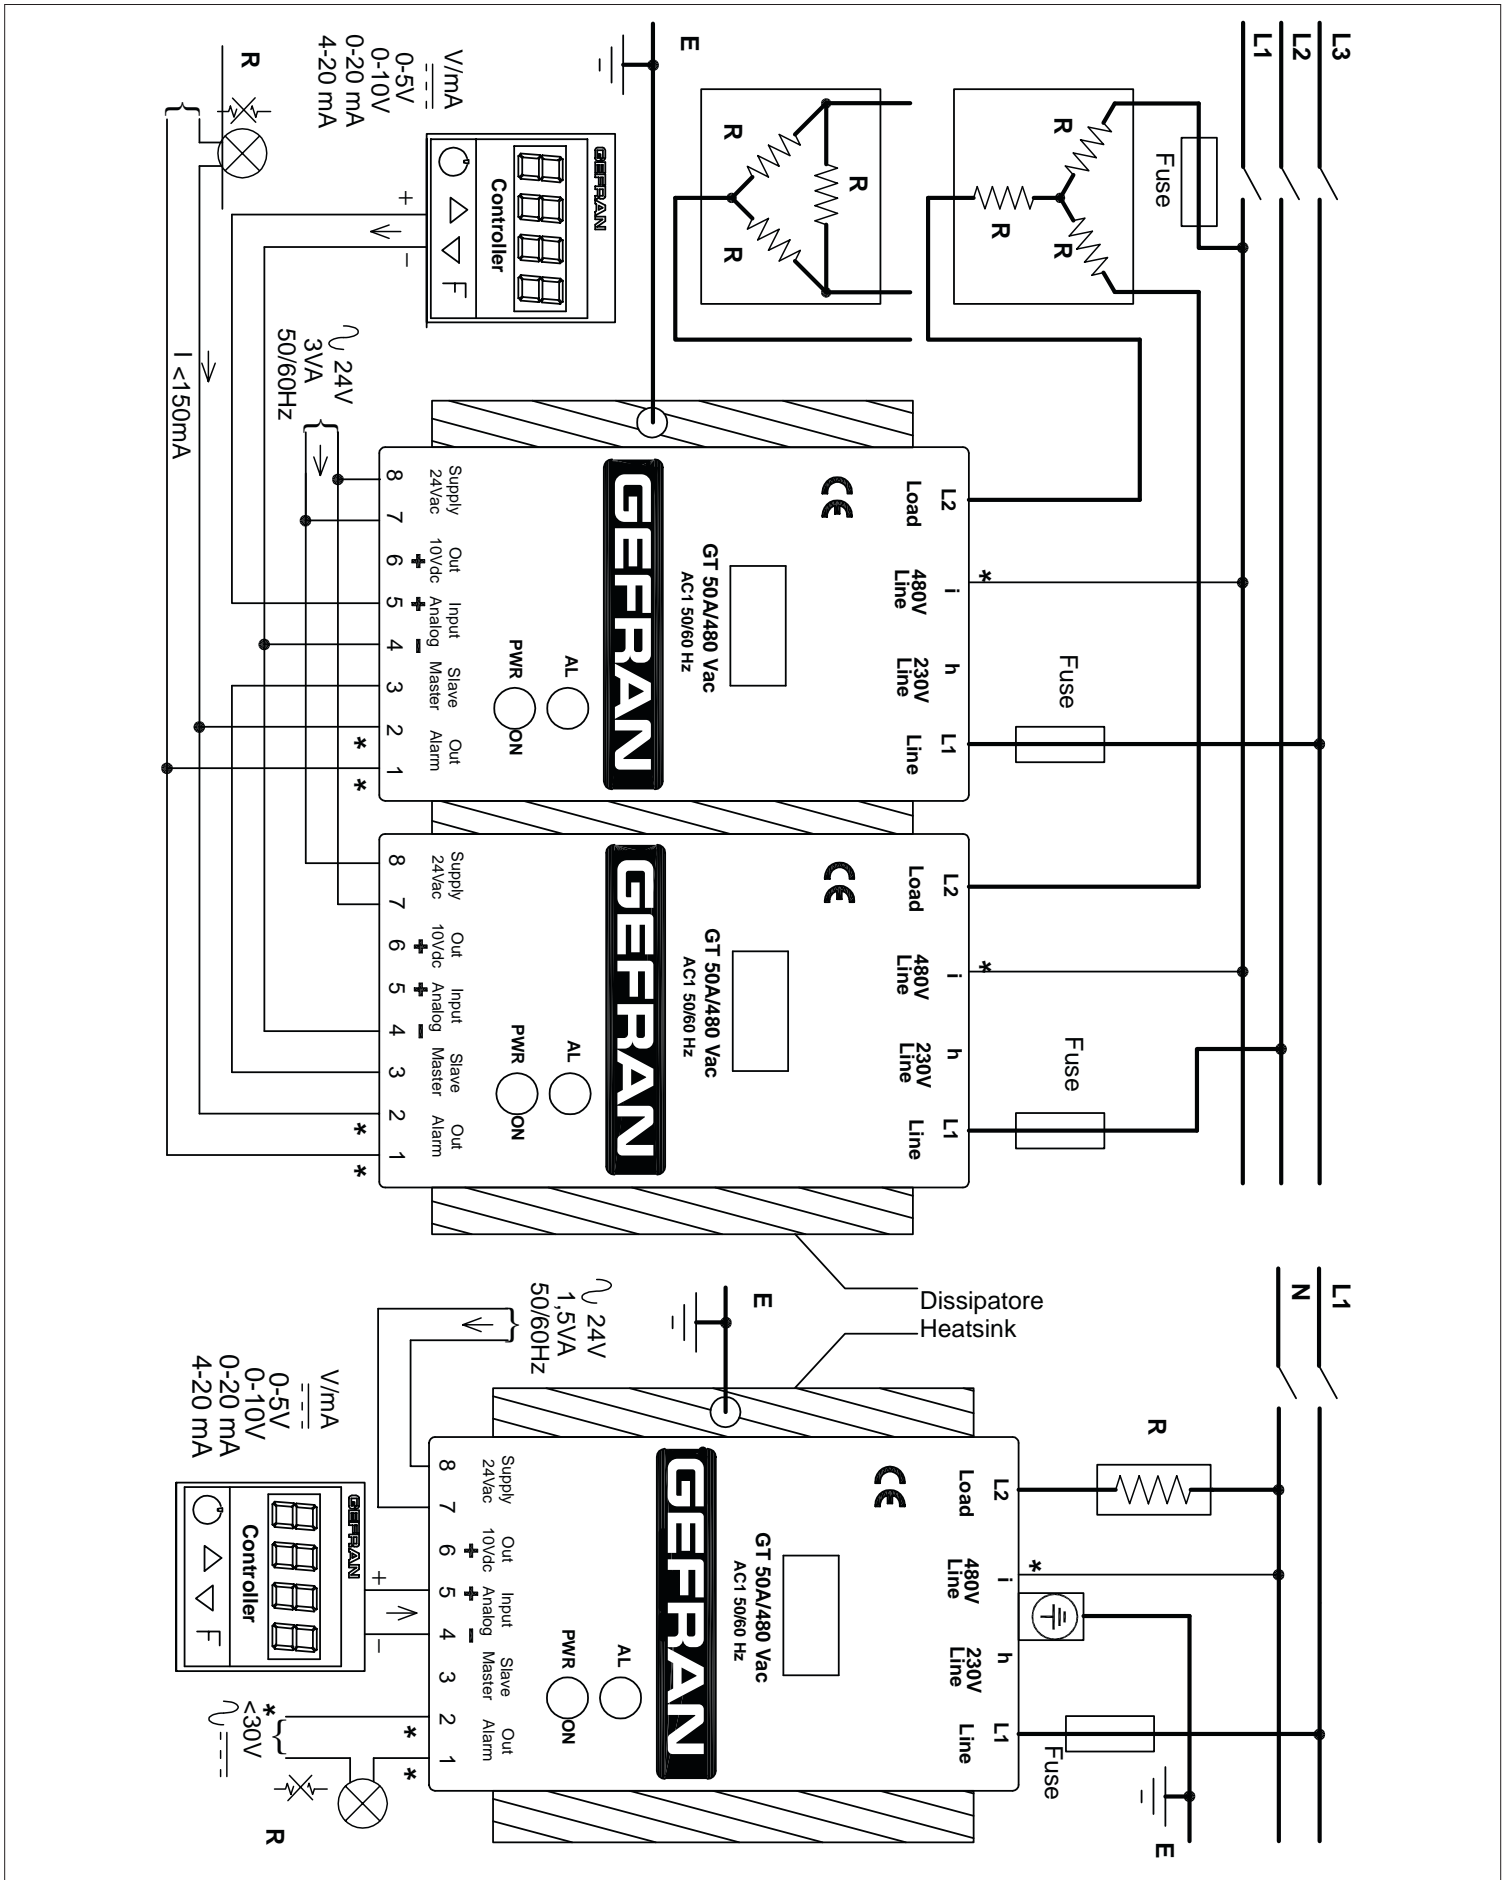 L3
L2
L1
Fuse
R
R
R
R
R
R
E
V/mA
0-5V
0-10V
0-20 mA
4-20 mA
R
GEFRAN
Controller
F
+
-
24V
3VA
50/60Hz
I <150mA
L2
Load
i
480V
Line
*
h
230V
Line
L1
Line
Fuse
CE
GT 50A/480 Vac
AC1 50/60 Hz
GEFRAN
AL
PWR
ON
Supply
24Vac
Out
10Vdc
Input
Analog
Slave
Master
Out
Alarm
+ + -
8 7 6 5 4 3 2 1
* *
L2
Load
i
480V
Line
*
h
230V
Line
L1
Line
Fuse
CE
GT 50A/480 Vac
AC1 50/60 Hz
GEFRAN
AL
PWR
ON
Supply
24Vac
Out
10Vdc
Input
Analog
Slave
Master
Out
Alarm
+ + -
8 7 6 5 4 3 2 1
* *
Dissipatore
Heatsink
L1
N
R
E
24V
1,5VA
50/60Hz
L2
Load
i
480V
Line
*
h
230V
Line
L1
Line
Fuse
E
CE
GT 50A/480 Vac
AC1 50/60 Hz
GEFRAN
AL
PWR
ON
Supply
24Vac
Out
10Vdc
Input
Analog
Slave
Master
Out
Alarm
+ + -
8 7 6 5 4 3 2 1
* *
V/mA
0-5V
0-10V
0-20 mA
4-20 mA
GEFRAN
Controller
F
+
-
*
<30V
R